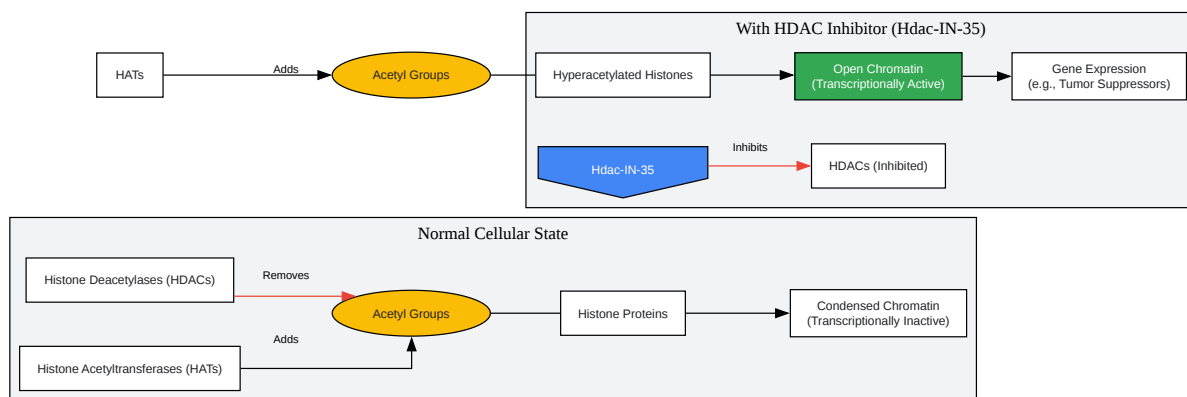 With HDAC Inhibitor (Hdac-IN-35)
HATs
Adds
Acetyl Groups
Hyperacetylated Histones
Open Chromatin
(Transcriptionally Active)
Gene Expression
(e.g., Tumor Suppressors)
Hdac-IN-35
Inhibits
HDACs (Inhibited)
Normal Cellular State
Histone Deacetylases (HDACs)
Removes
Acetyl Groups
Histone Proteins
Condensed Chromatin
(Transcriptionally Inactive)
Adds
Histone Acetyltransferases (HATs)